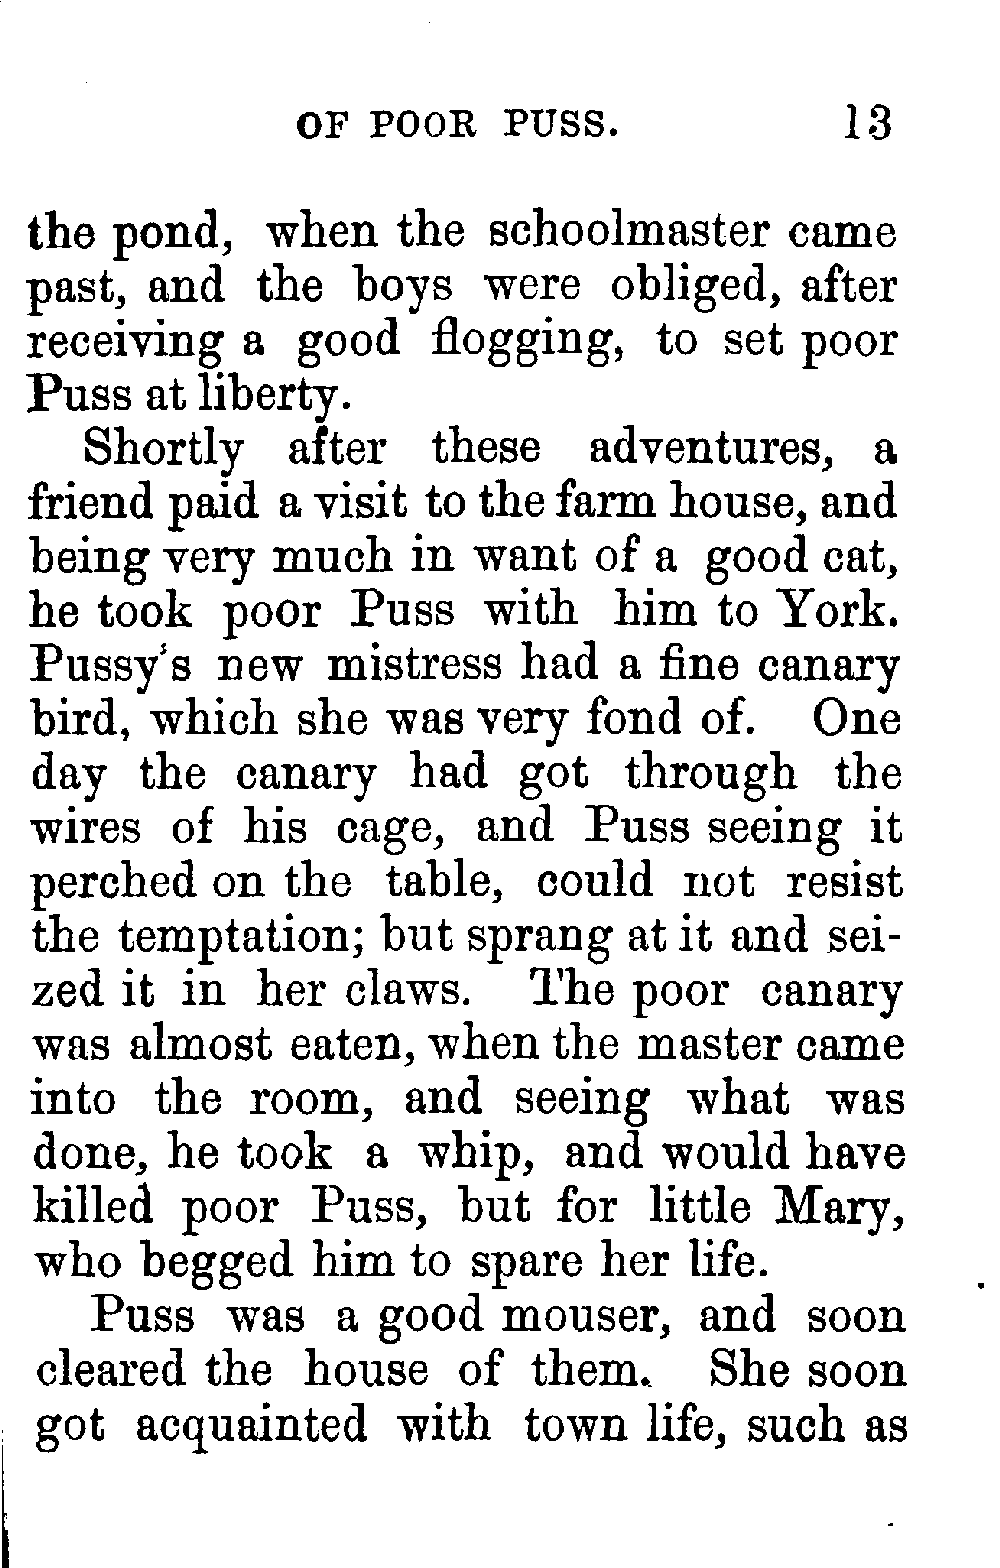 OF POOR PUSS. 13
the pond, when the schoolmaster came
past, and the boys were obliged, after
receiving a good flogging, to set poor
Puss at liberty.
Shortly after these adventures, a
friend paid a visit to the farm house, and
being very much in want of a good cat,
he took poor Puss with him to York.
Pussy's new mistress had a fine canary
bird, which she was very fond of. One
day the canary had got through the
wires of his cage, and Puss seeing it
perched on the table, could not resist
the temptation; but sprang at it and sei-
zed it in her claws. The poor canary
was almost eaten, when the master came
into the room, and seeing what was
done, he took a whip, and would have
killed poor Puss, but for little Mary,
who begged him to spare her life.
Puss was a good mouser, and soon
cleared the house of them. She soon
got acquainted with town life, such as